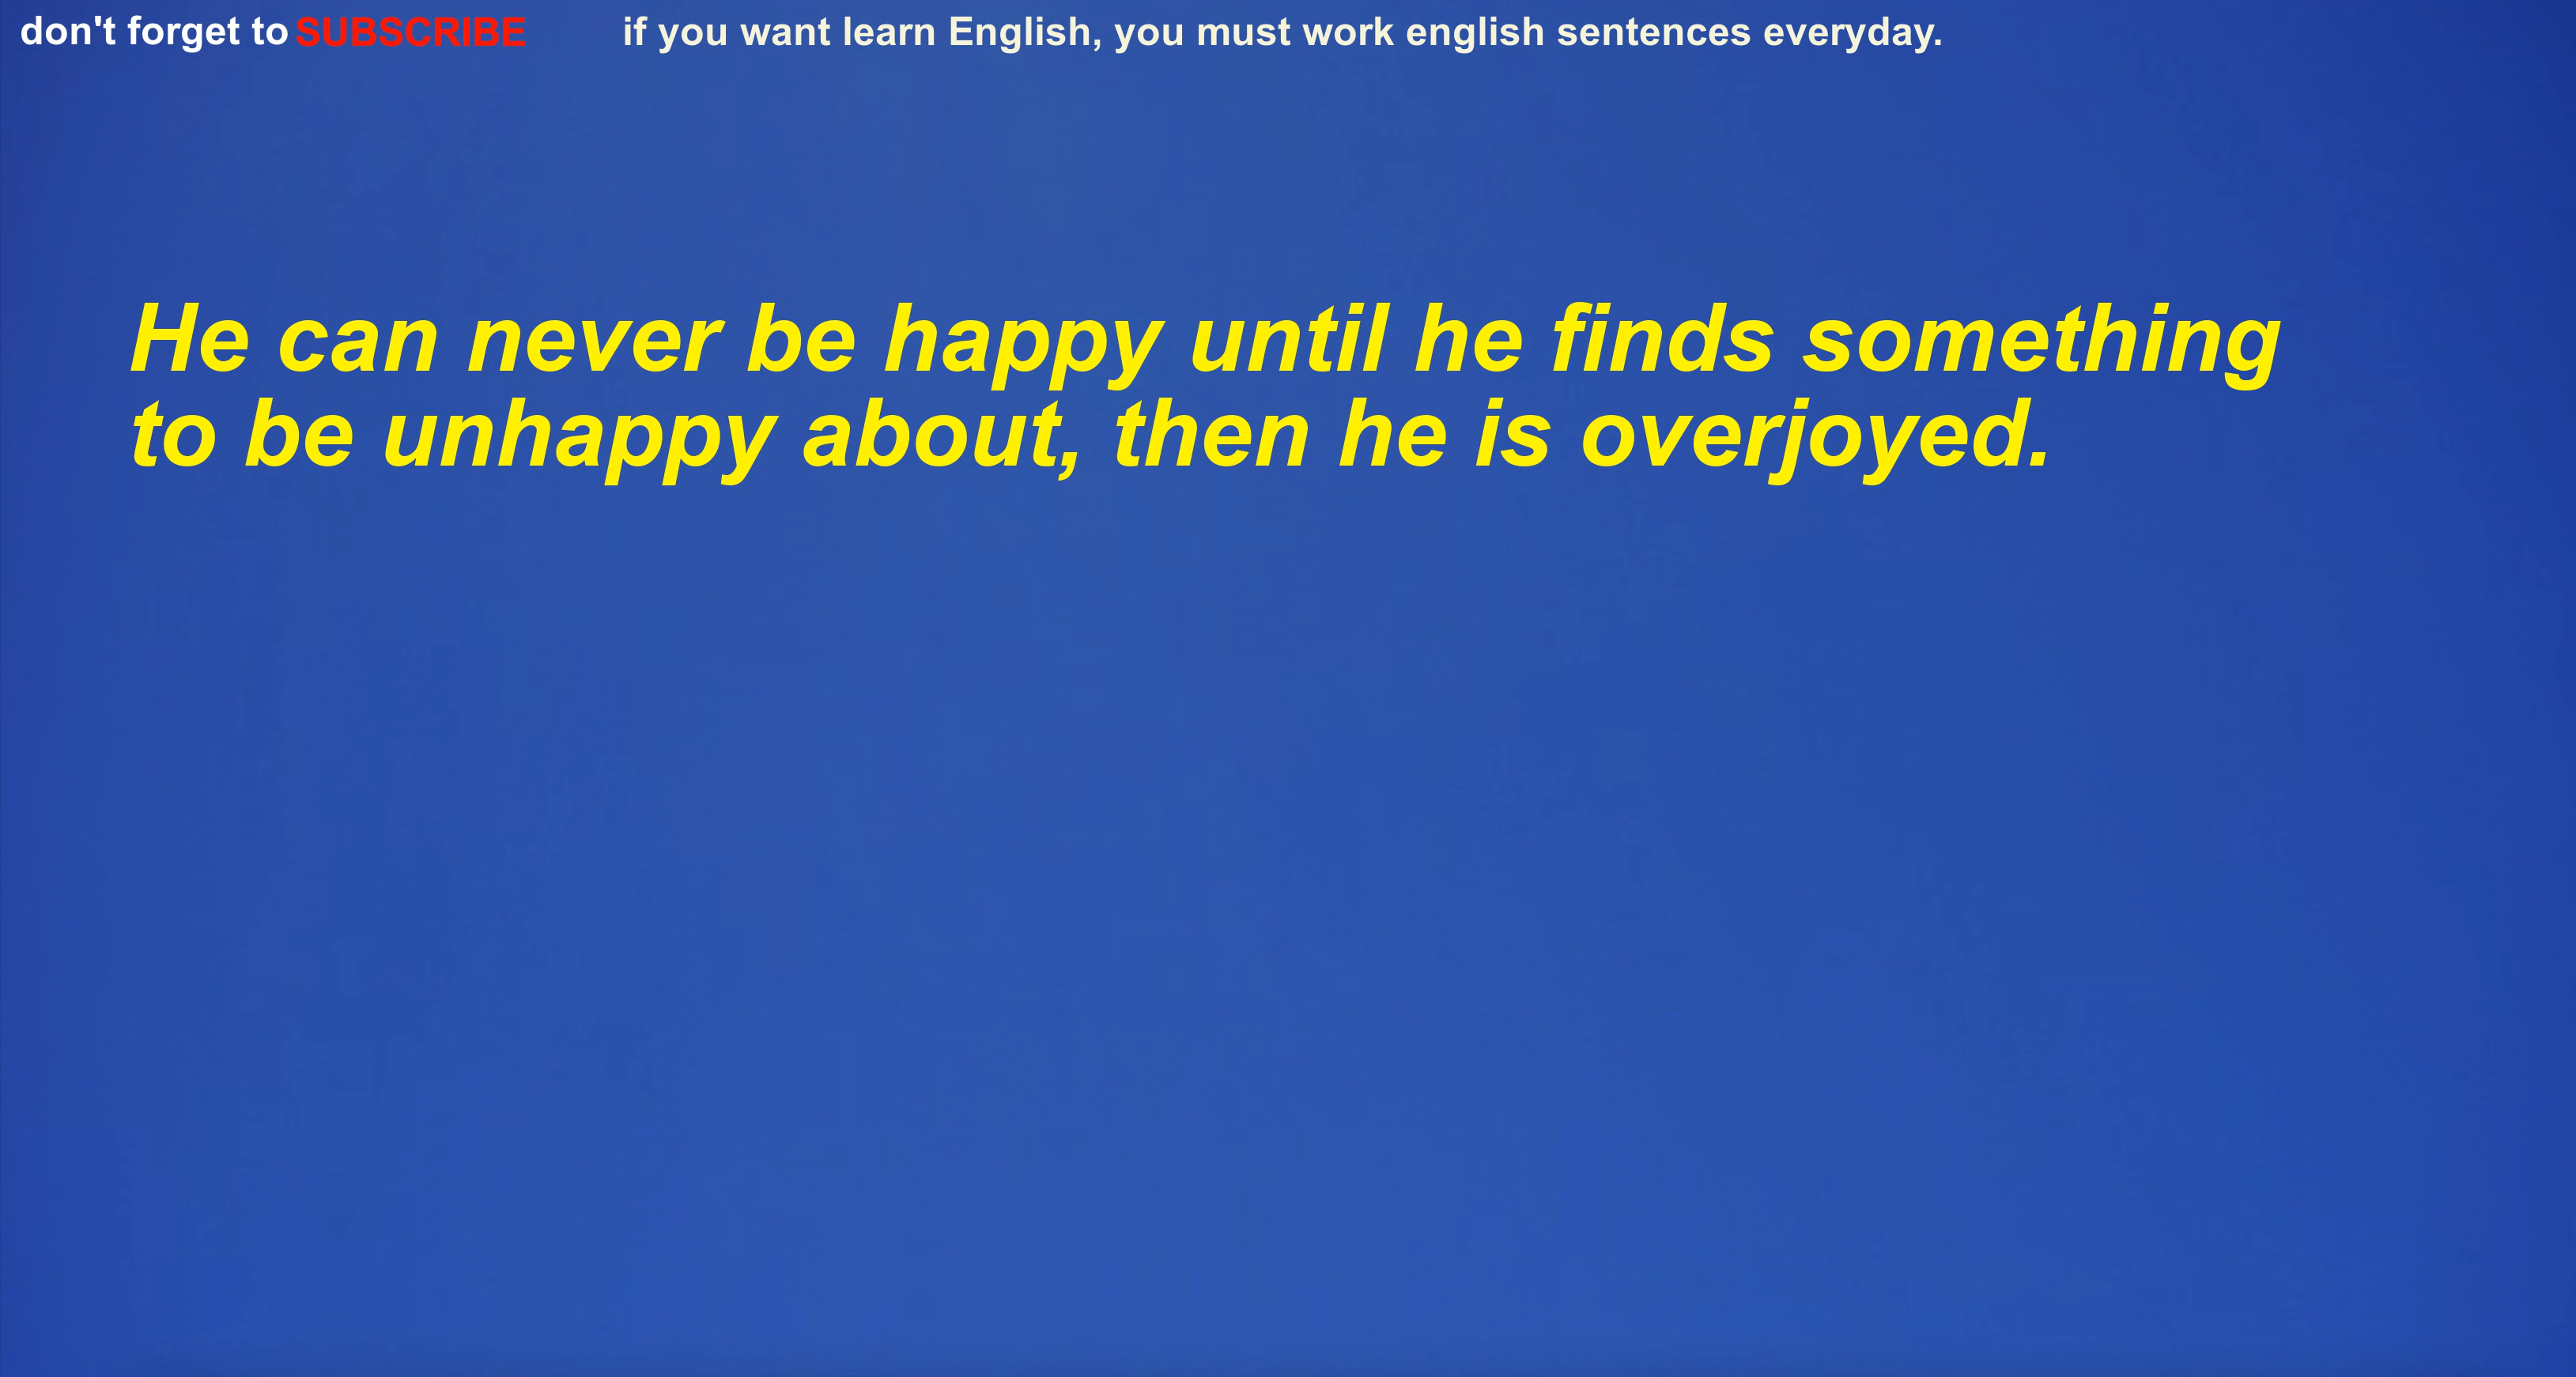 don't forget to SUBSCRIBE if you want learn English, you must work english sentences everyday.
He can never be happy until he finds something
to be unhappy about, then he is overjoyed.